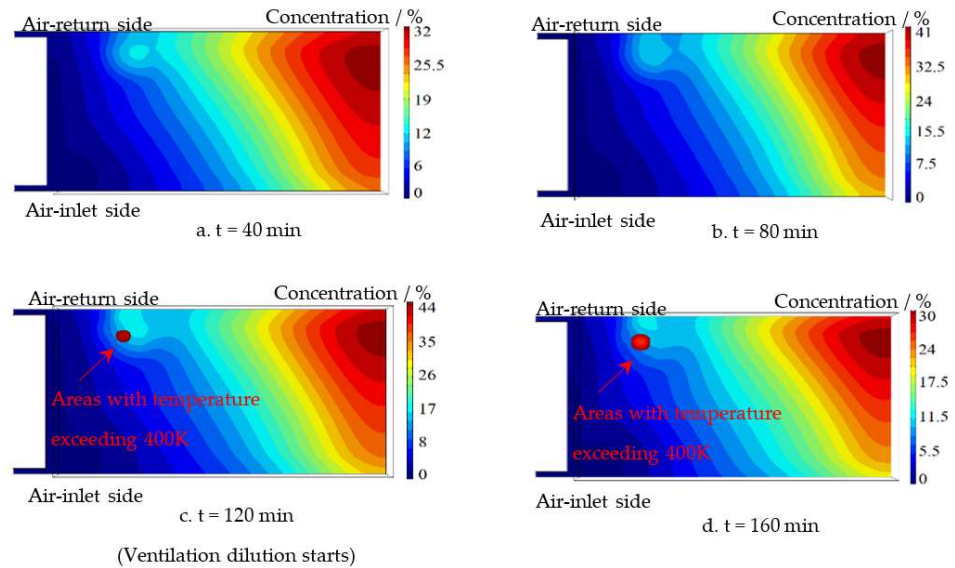 Air-return side
Concentration / %
32
25.5
19
12
6
0
Air-inlet side
a. t = 40 min
Air-return side
Concentration / %
41
32.5
24
15.5
7.5
0
Air-inlet side
b. t = 80 min
Air-return side
Concentration / %
44
35
26
17
8
0
Areas with temperature
exceeding 400K
Air-inlet side
c. t = 120 min
(Ventilation dilution starts)
Air-return side
Concentration / %
30
24
17.5
11.5
5.5
0
Areas with temperature
exceeding 400K
Air-inlet side
d. t = 160 min